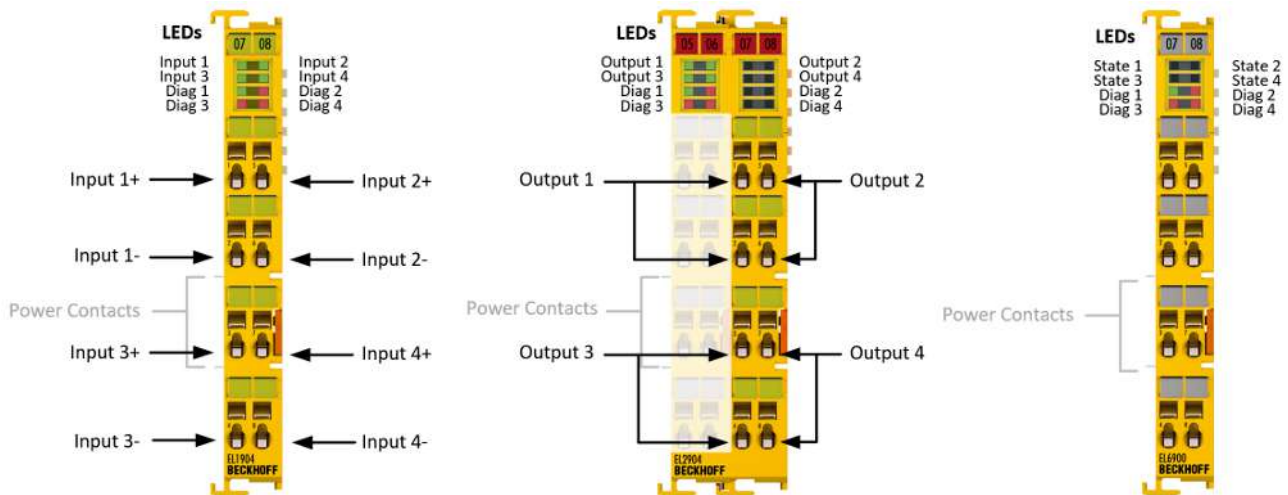 LEDs
07 08
Input 1
Input 2
Input 3
Input 4
Diag 1
Diag 2
Diag 3
Diag 4
Input 1+
Input 2+
Input 1-
Input 2-
Power Contacts
Input 3+
Input 4+
Input 3-
Input 4-
EL1904
BECKHOFF
LEDs
05 06 07 08
Output 1
Output 2
Output 3
Output 4
Diag 1
Diag 2
Diag 3
Diag 4
Output 1
Output 2
Power Contacts
Output 3
Output 4
EL2904
BECKHOFF
LEDs
07 08
State 1
State 2
State 3
State 4
Diag 1
Diag 2
Diag 3
Diag 4
Power Contacts
EL6900
BECKHOFF